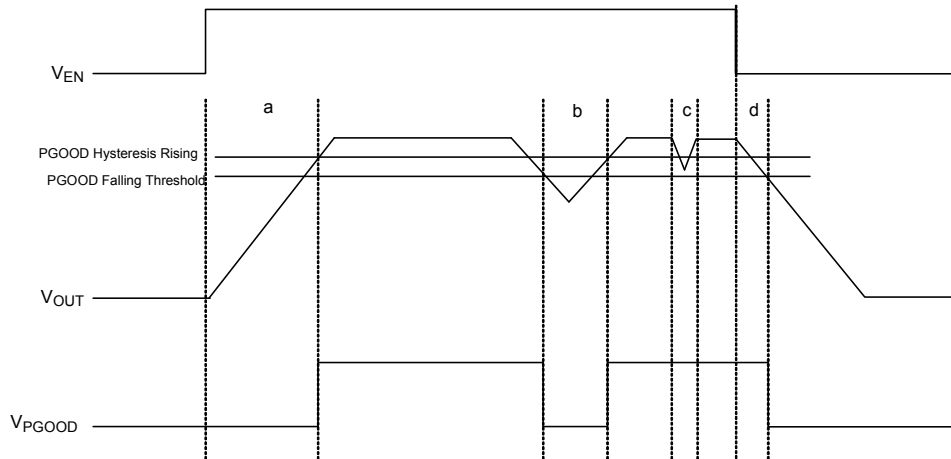 VEN
a
b
c
d
PGOOD Hysteresis Rising
PGOOD Falling Threshold
VOUT
VPGOOD